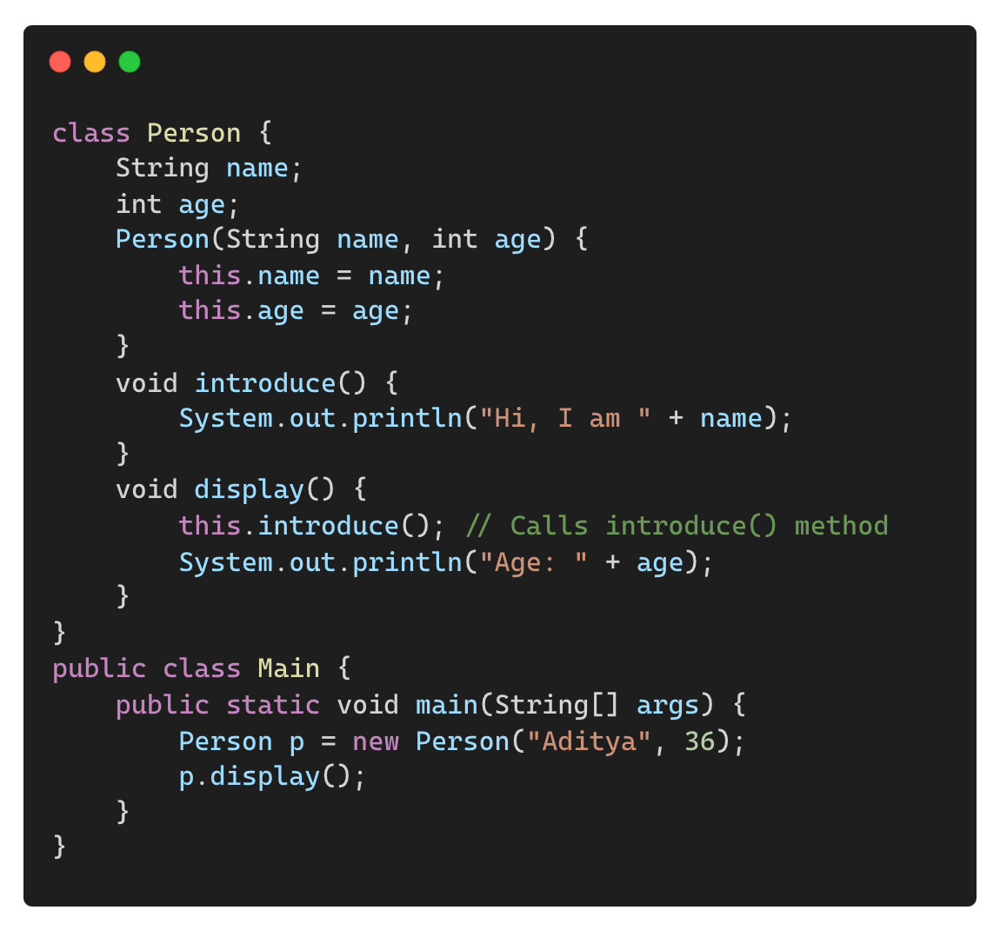 class Person {
    String name;
    int age;
    Person(String name, int age) {
        this.name = name;
        this.age = age;
    }
    void introduce() {
        System.out.println("Hi, I am " + name);
    }
    void display() {
        this.introduce(); // Calls introduce() method
        System.out.println("Age: " + age);
    }
}
public class Main {
    public static void main(String[] args) {
        Person p = new Person("Aditya", 36);
        p.display();
    }
}